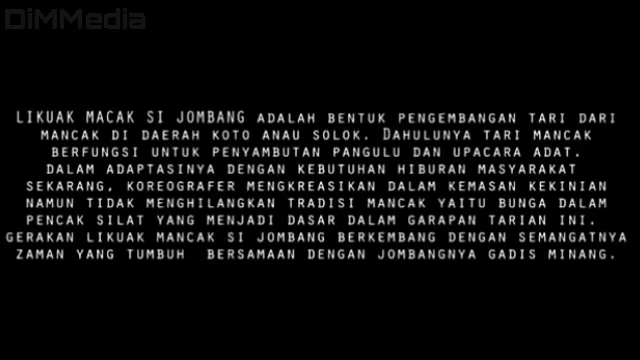 DiMMedia
LIKUAK MACAK SI JOMBANG ADALAH BENTUK PENGEMBANGAN TARI DARI
MANCAK DI DAERAH KOTO ANAU SOLOK. DAHULUNYA TARI MANCAK
BERFUNGSI UNTUK PENYAMBUTAN PANGULU DAN UPACARA ADAT.
DALAM ADAPTASINYA DENGAN KEBUTUHAN HIBURAN MASYARAKAT
SEKARANG, KOREOGRAFER MENGKREASIKAN DALAM KEMASAN KEKINIAN
NAMUN TIDAK MENGHILANGKAN TRADISI MANCAK YAITU BUNGA DALAM
PENCAK SILAT YANG MENJADI DASAR DALAM GARAPAN TARIAN INI.
GERAKAN LIKUAK MANCAK SI JOMBANG BERKEMBANG DENGAN SEMANGATNYA
ZAMAN YANG TUMBUH BERSAMAAN DENGAN JOMBANGNYA GADIS MINANG.